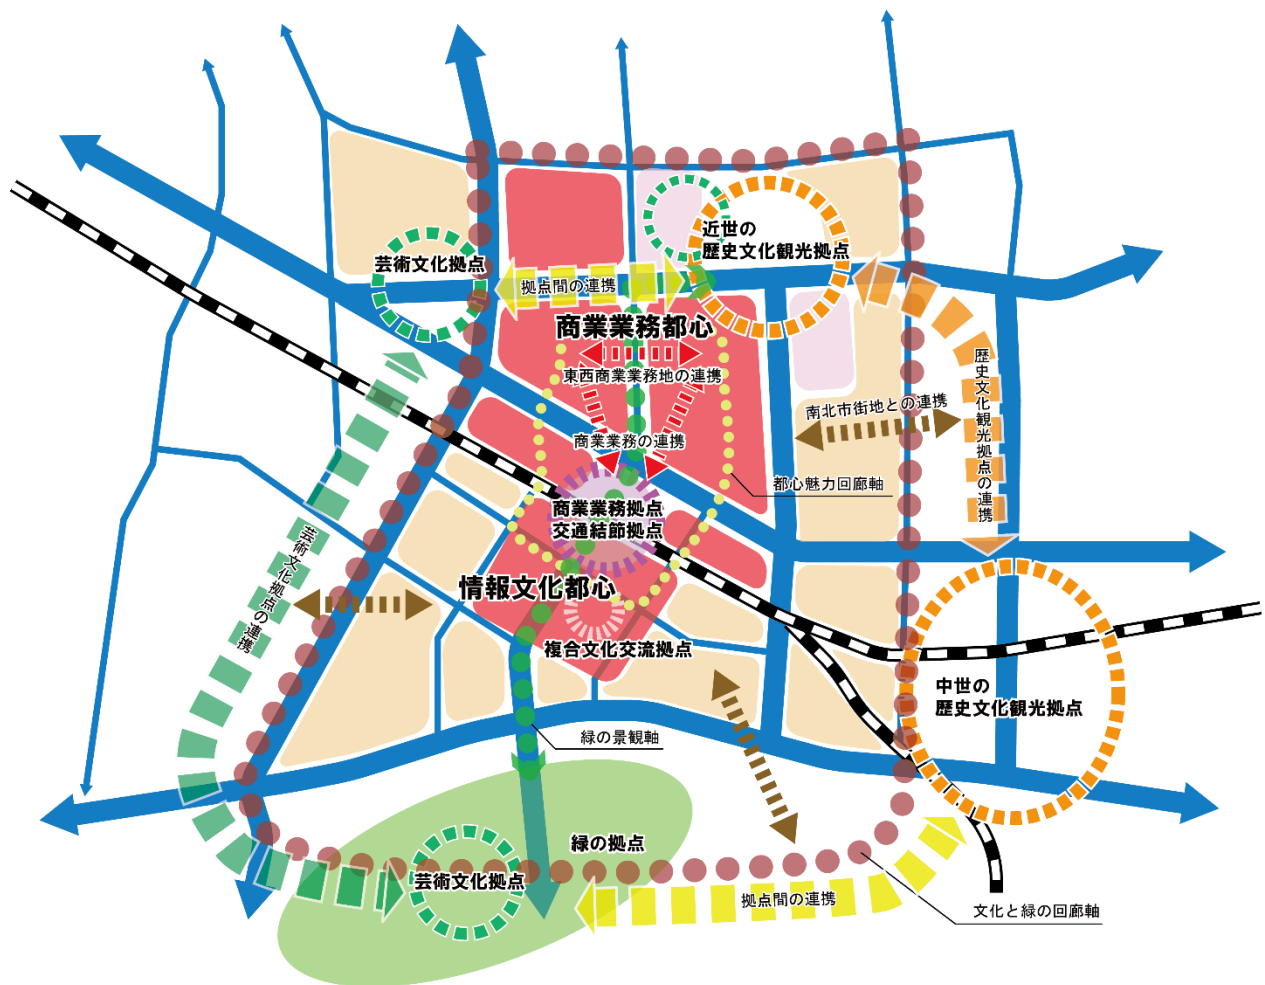 近世の
歴史文化観光拠点
芸術文化拠点
拠点間の連携
商業業務都心
東西商業業務地の連携
歴史文化観光拠点の連携
南北市街地との連携
商業業務の連携
都心魅力回廊軸
商業業務拠点
交通結節拠点
芸術文化拠点の連携
情報文化都心
複合文化交流拠点
中世の
歴史文化観光拠点
緑の景観軸
緑の拠点
芸術文化拠点
拠点間の連携
文化と緑の回廊軸